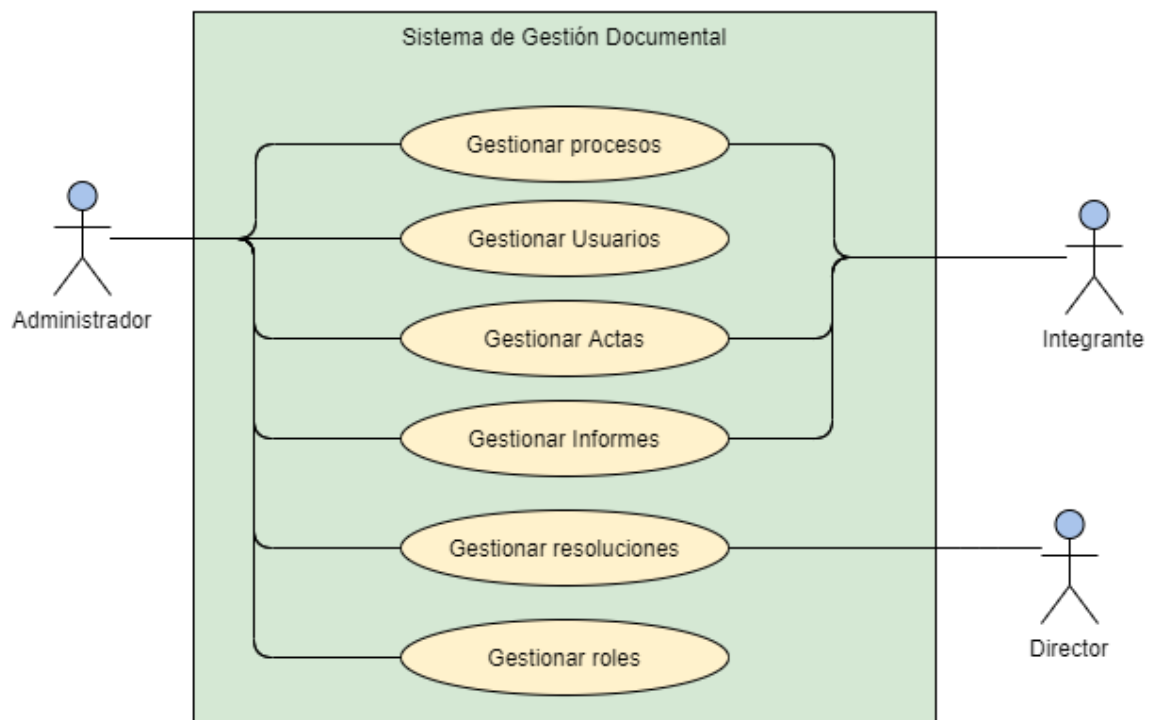 Sistema de Gestión Documental
Gestionar procesos
Gestionar Usuarios
Administrador
Gestionar Actas
Integrante
Gestionar Informes
Gestionar resoluciones
Director
Gestionar roles